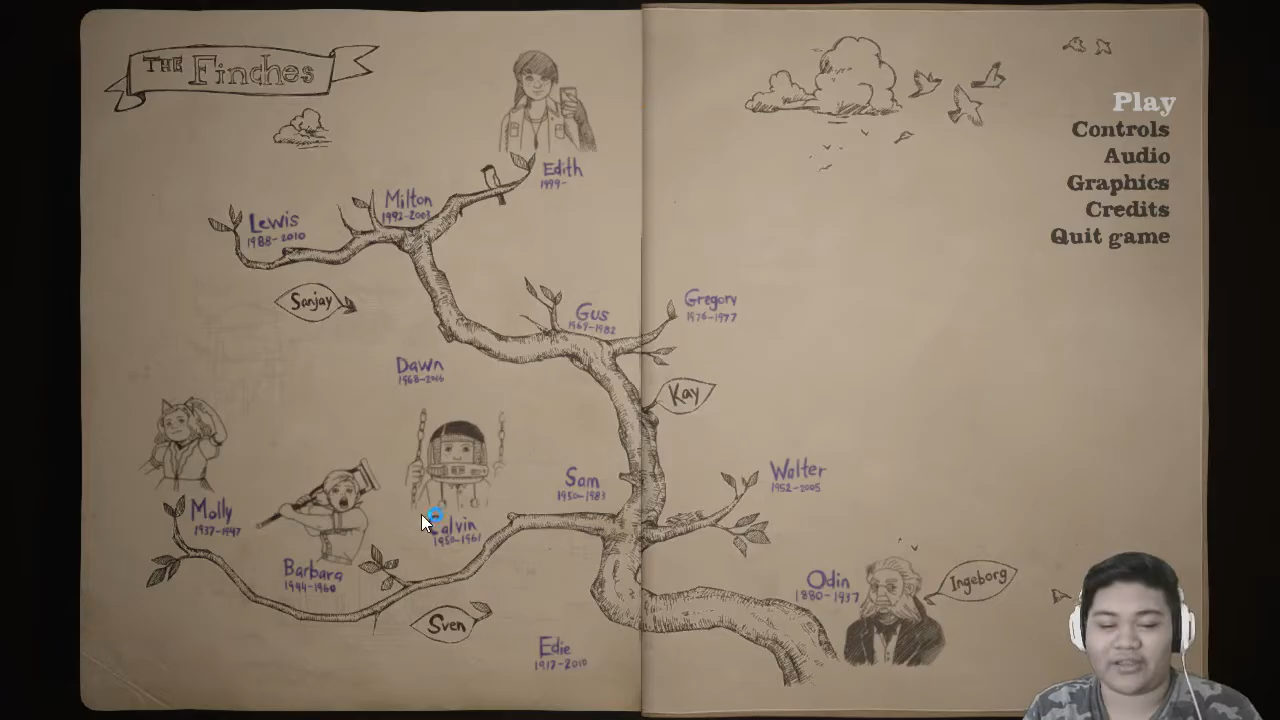 THE Finches
Play
Controls
Audio
Graphics
Credits
Quit game
Edith
1999-
Milton
1992-2003
Lewis
1988-2010
Sanjay
Gus
1969-1982
Gregory
1976-1977
Dawn
1968-2016
Kay
Sam
1950-1983
Walter
1952-2005
Molly
1937-1947
Calvin
1950-1961
Barbara
1944-1960
Sven
Odin
1880-1937
Ingeborg
Edie
1917-2010